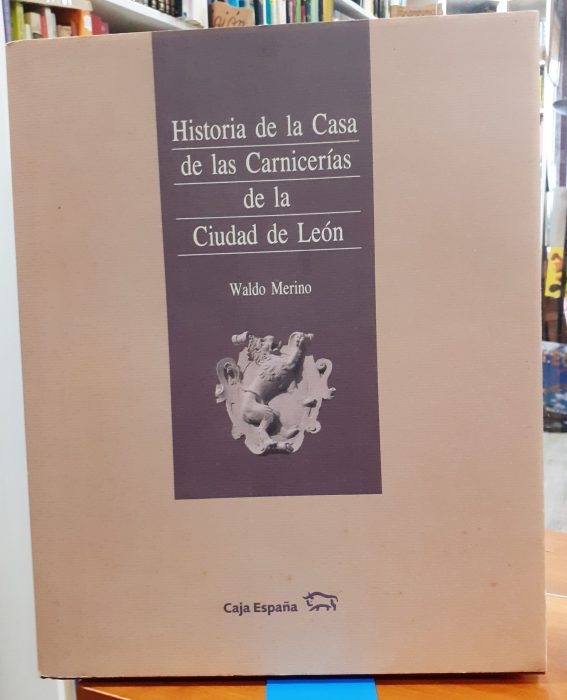 Historia de la Casa
de las Carnicerías
de la
Ciudad de León
Waldo Merino
Caja España